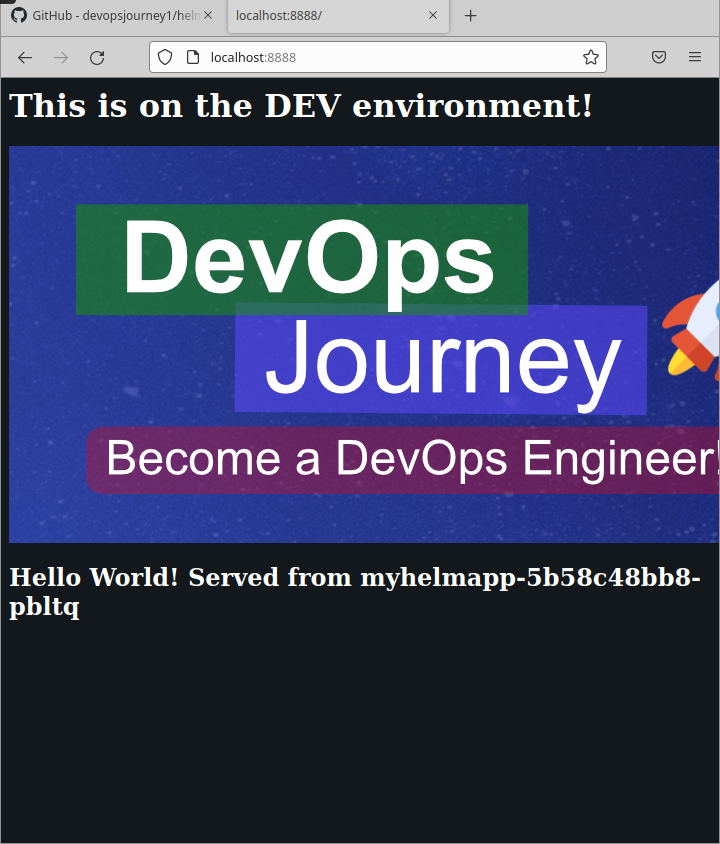 GitHub - devopsjourney1/hel
localhost:8888/
localhost:8888
This is on the DEV environment!
DevOps
Journey
Become a DevOps Engineer!
Hello World! Served from myhelmapp-5b58c48bb8-
pbltq